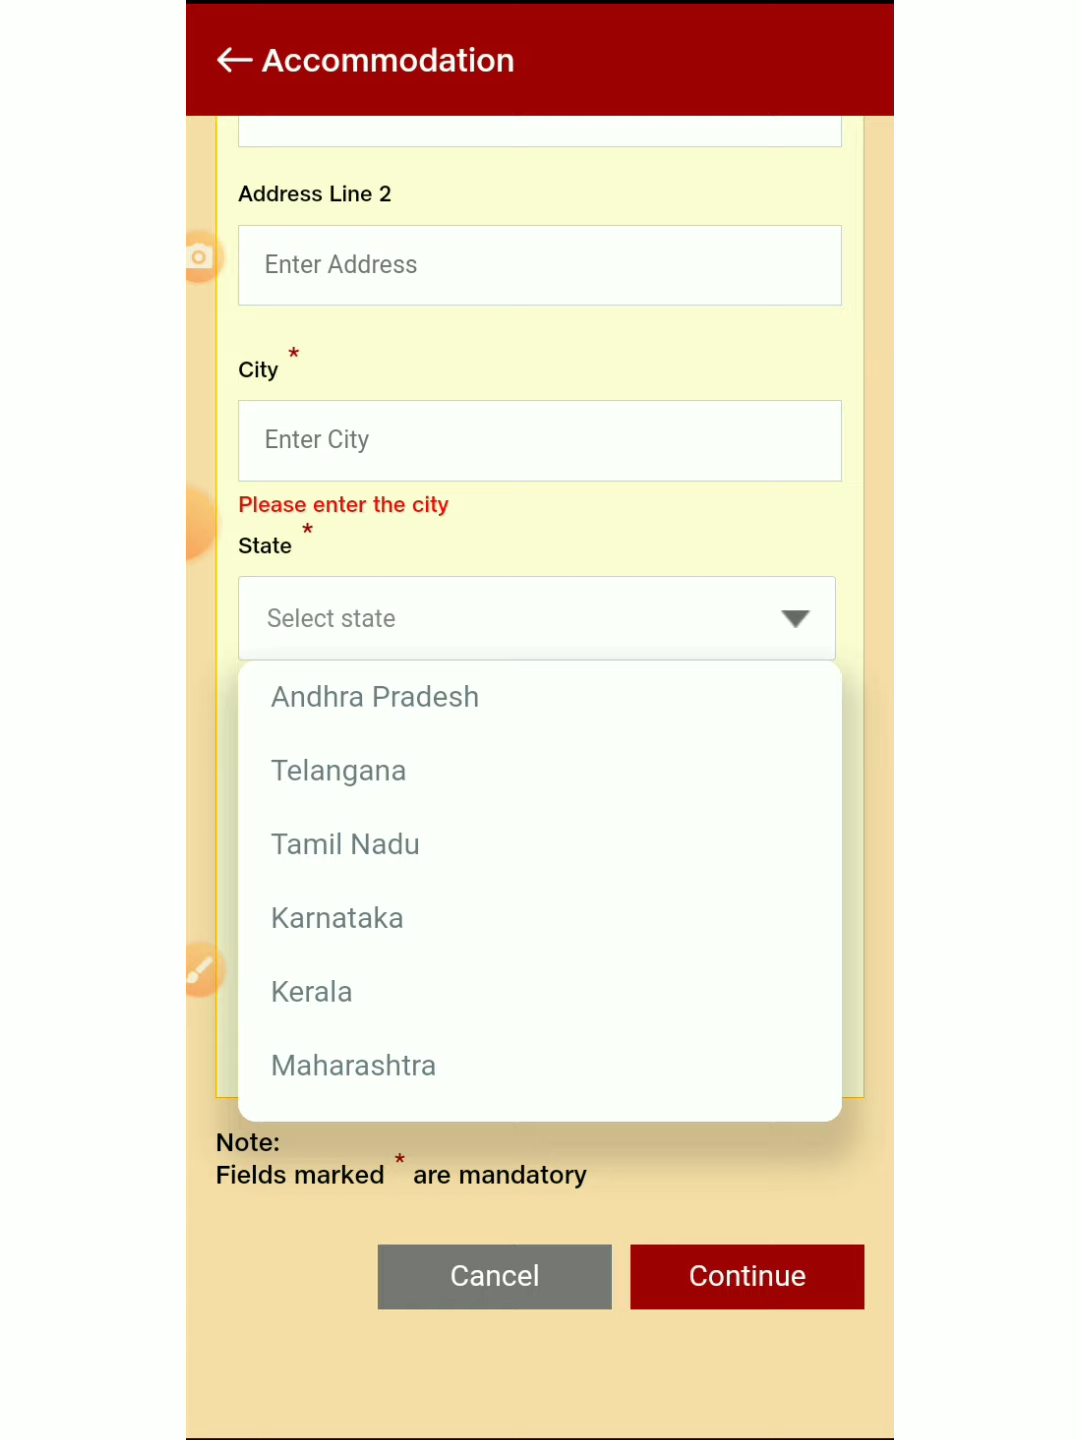 Accommodation
Address Line 2
Enter Address
City *
Enter City
Please enter the city
State *
Select state
Andhra Pradesh
Telangana
Tamil Nadu
Karnataka
Kerala
Maharashtra
Note:
Fields marked * are mandatory
Cancel Continue